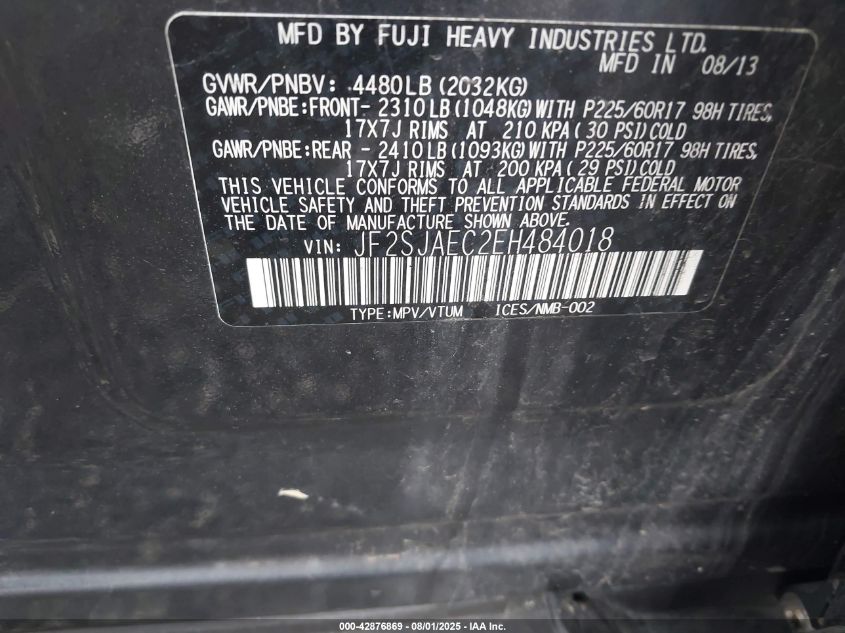 MFD BY FUJI HEAVY INDUSTRIES LTD.
MFD IN 08/13
GVWR/PNBV: 4480LB (2032KG)
GAWR/PNBE:FRONT- 2310LB (1048KG) WITH P225/60R17 98H TIRES,
17X7J RIMS AT 210 KPA (30 PSI) COLD
GAWR/PNBE:REAR - 2410LB (1093KG) WITH P225/60R17 98H TIRES,
17X7J RIMS AT 200 KPA (29 PSI) COLD
THIS VEHICLE CONFORMS TO ALL APPLICABLE FEDERAL MOTOR
VEHICLE SAFETY AND THEFT PREVENTION STANDARDS IN EFFECT ON
THE DATE OF MANUFACTURE SHOWN ABOVE.
VIN: JF2SJAEC2EH484018
TYPE:MPV/VTUM ICES/NMB-002
000-42876869 - 08/01/2025 - IAA Inc.